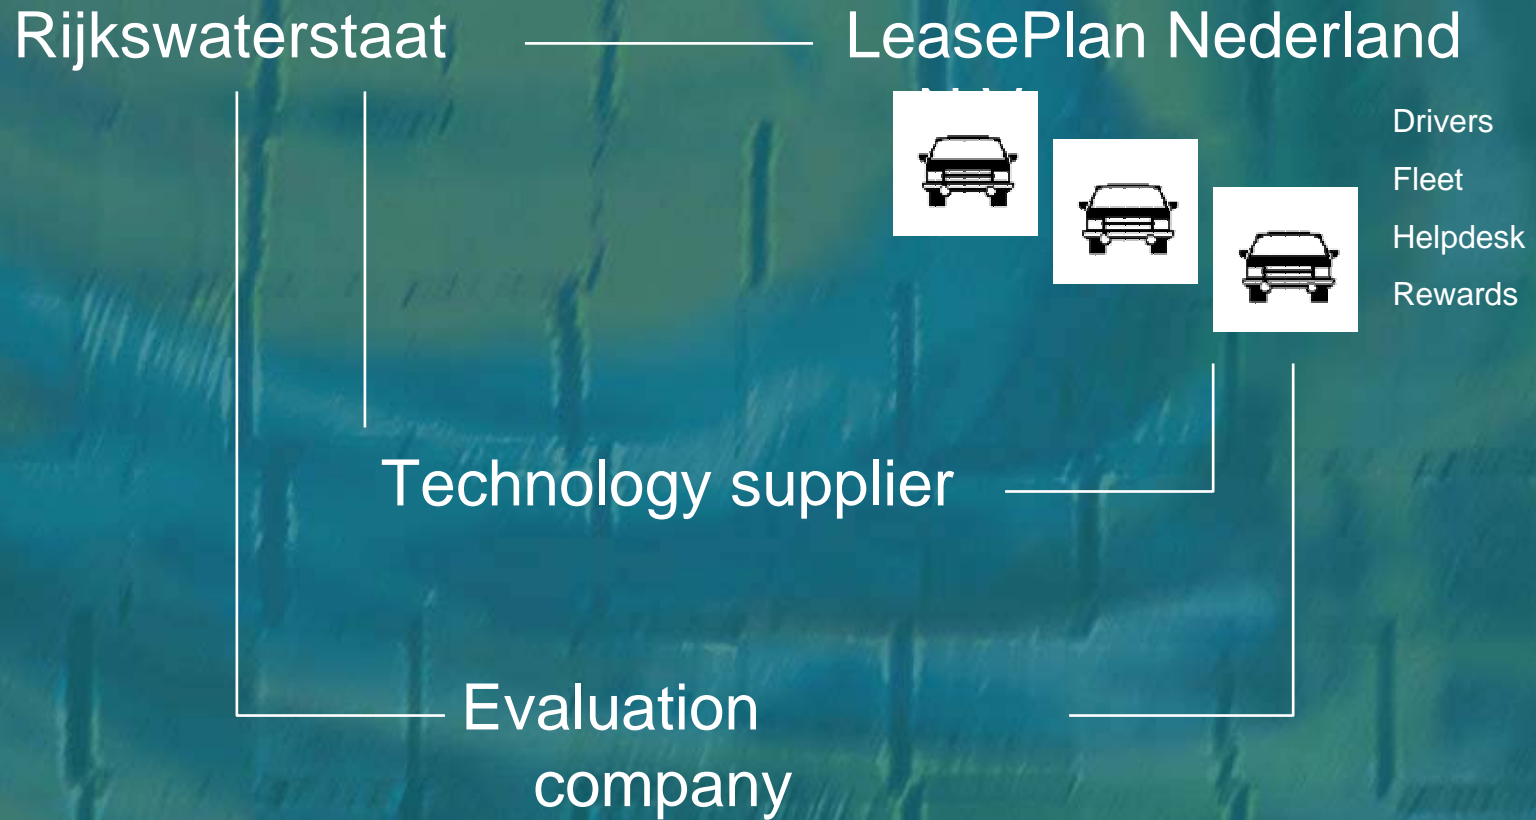 Rijkswaterstaat
LeasePlan Nederland
Drivers
Fleet
Helpdesk
Rewards
Technology supplier
Evaluation
company